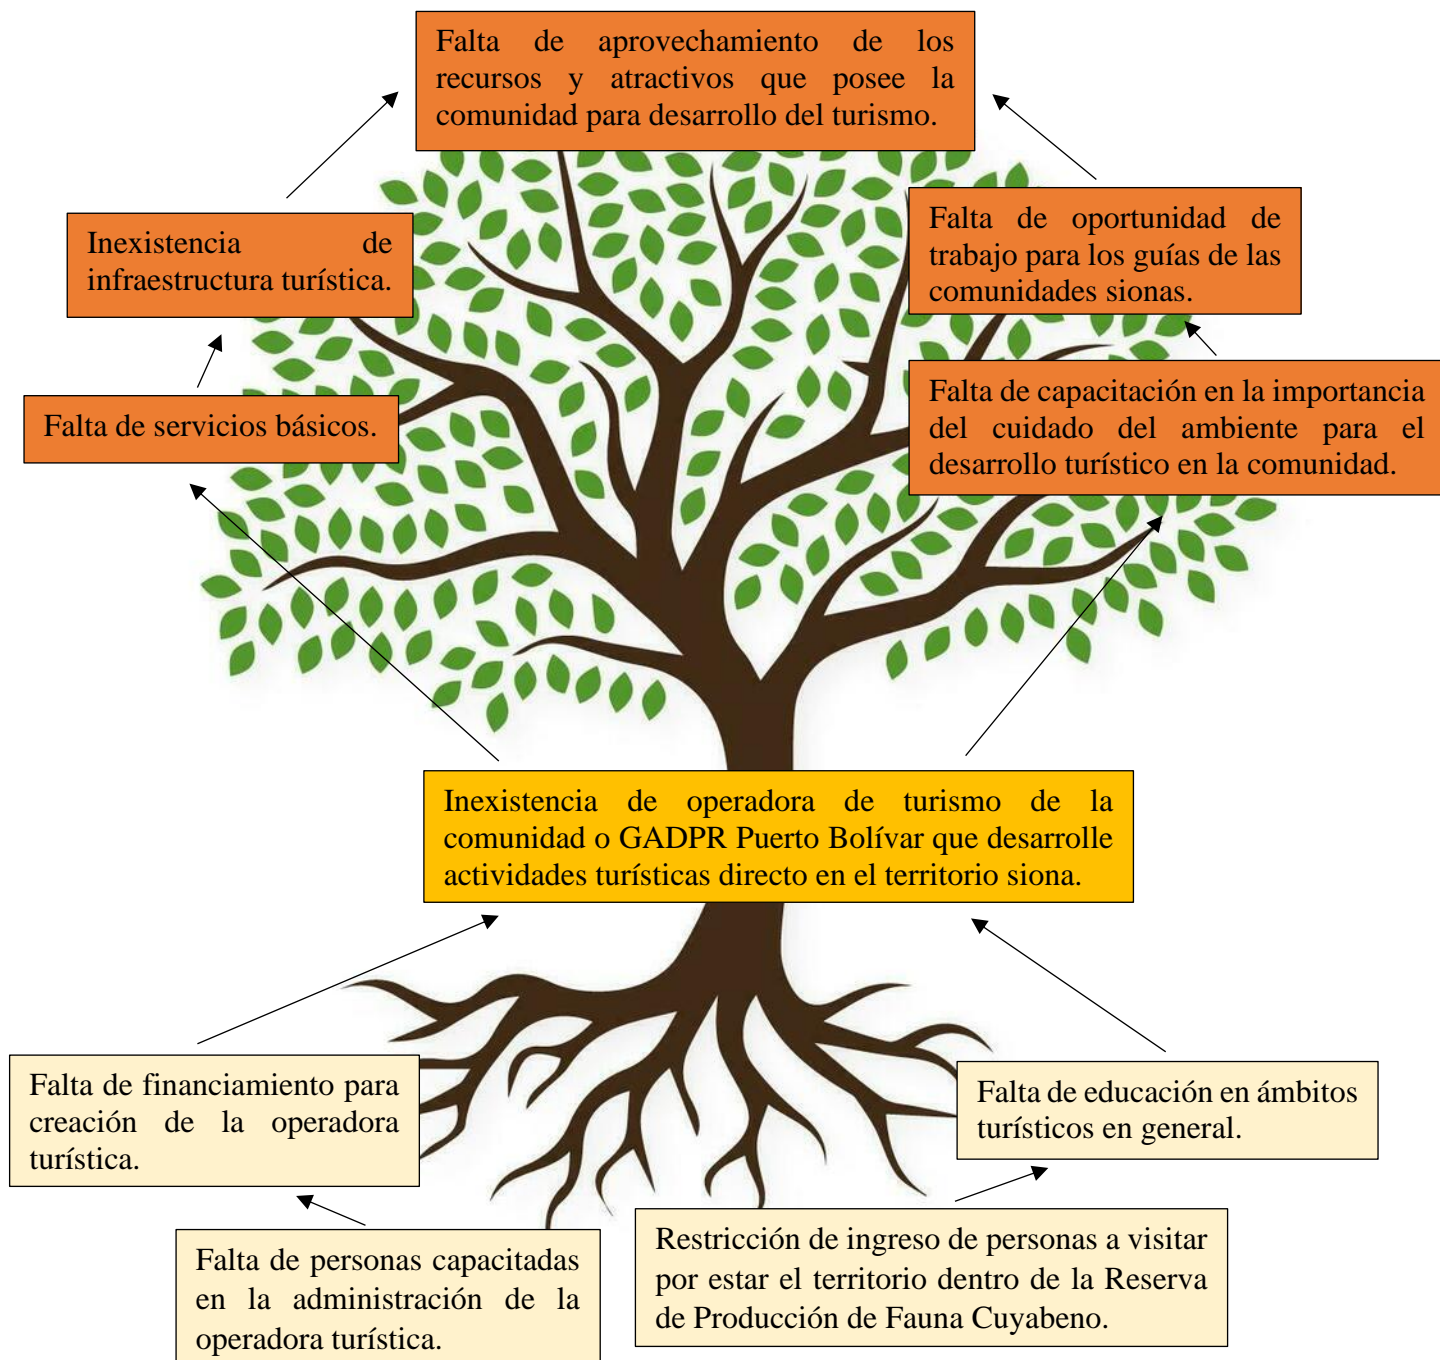 Falta de aprovechamiento de los
recursos y atractivos que posee la
comunidad para desarrollo del turismo.
Inexistencia de
infraestructura turística.
Falta de oportunidad de
trabajo para los guías de las
comunidades sionas.
Falta de servicios básicos.
Falta de capacitación en la importancia
del cuidado del ambiente para el
desarrollo turístico en la comunidad.
Inexistencia de operadora de turismo de la
comunidad o GADPR Puerto Bolívar que desarrolle
actividades turísticas directo en el territorio siona.
Falta de financiamiento para
creación de la operadora
turística.
Falta de educación en ámbitos
turísticos en general.
Falta de personas capacitadas
en la administración de la
operadora turística.
Restricción de ingreso de personas a visitar
por estar el territorio dentro de la Reserva
de Producción de Fauna Cuyabeno.